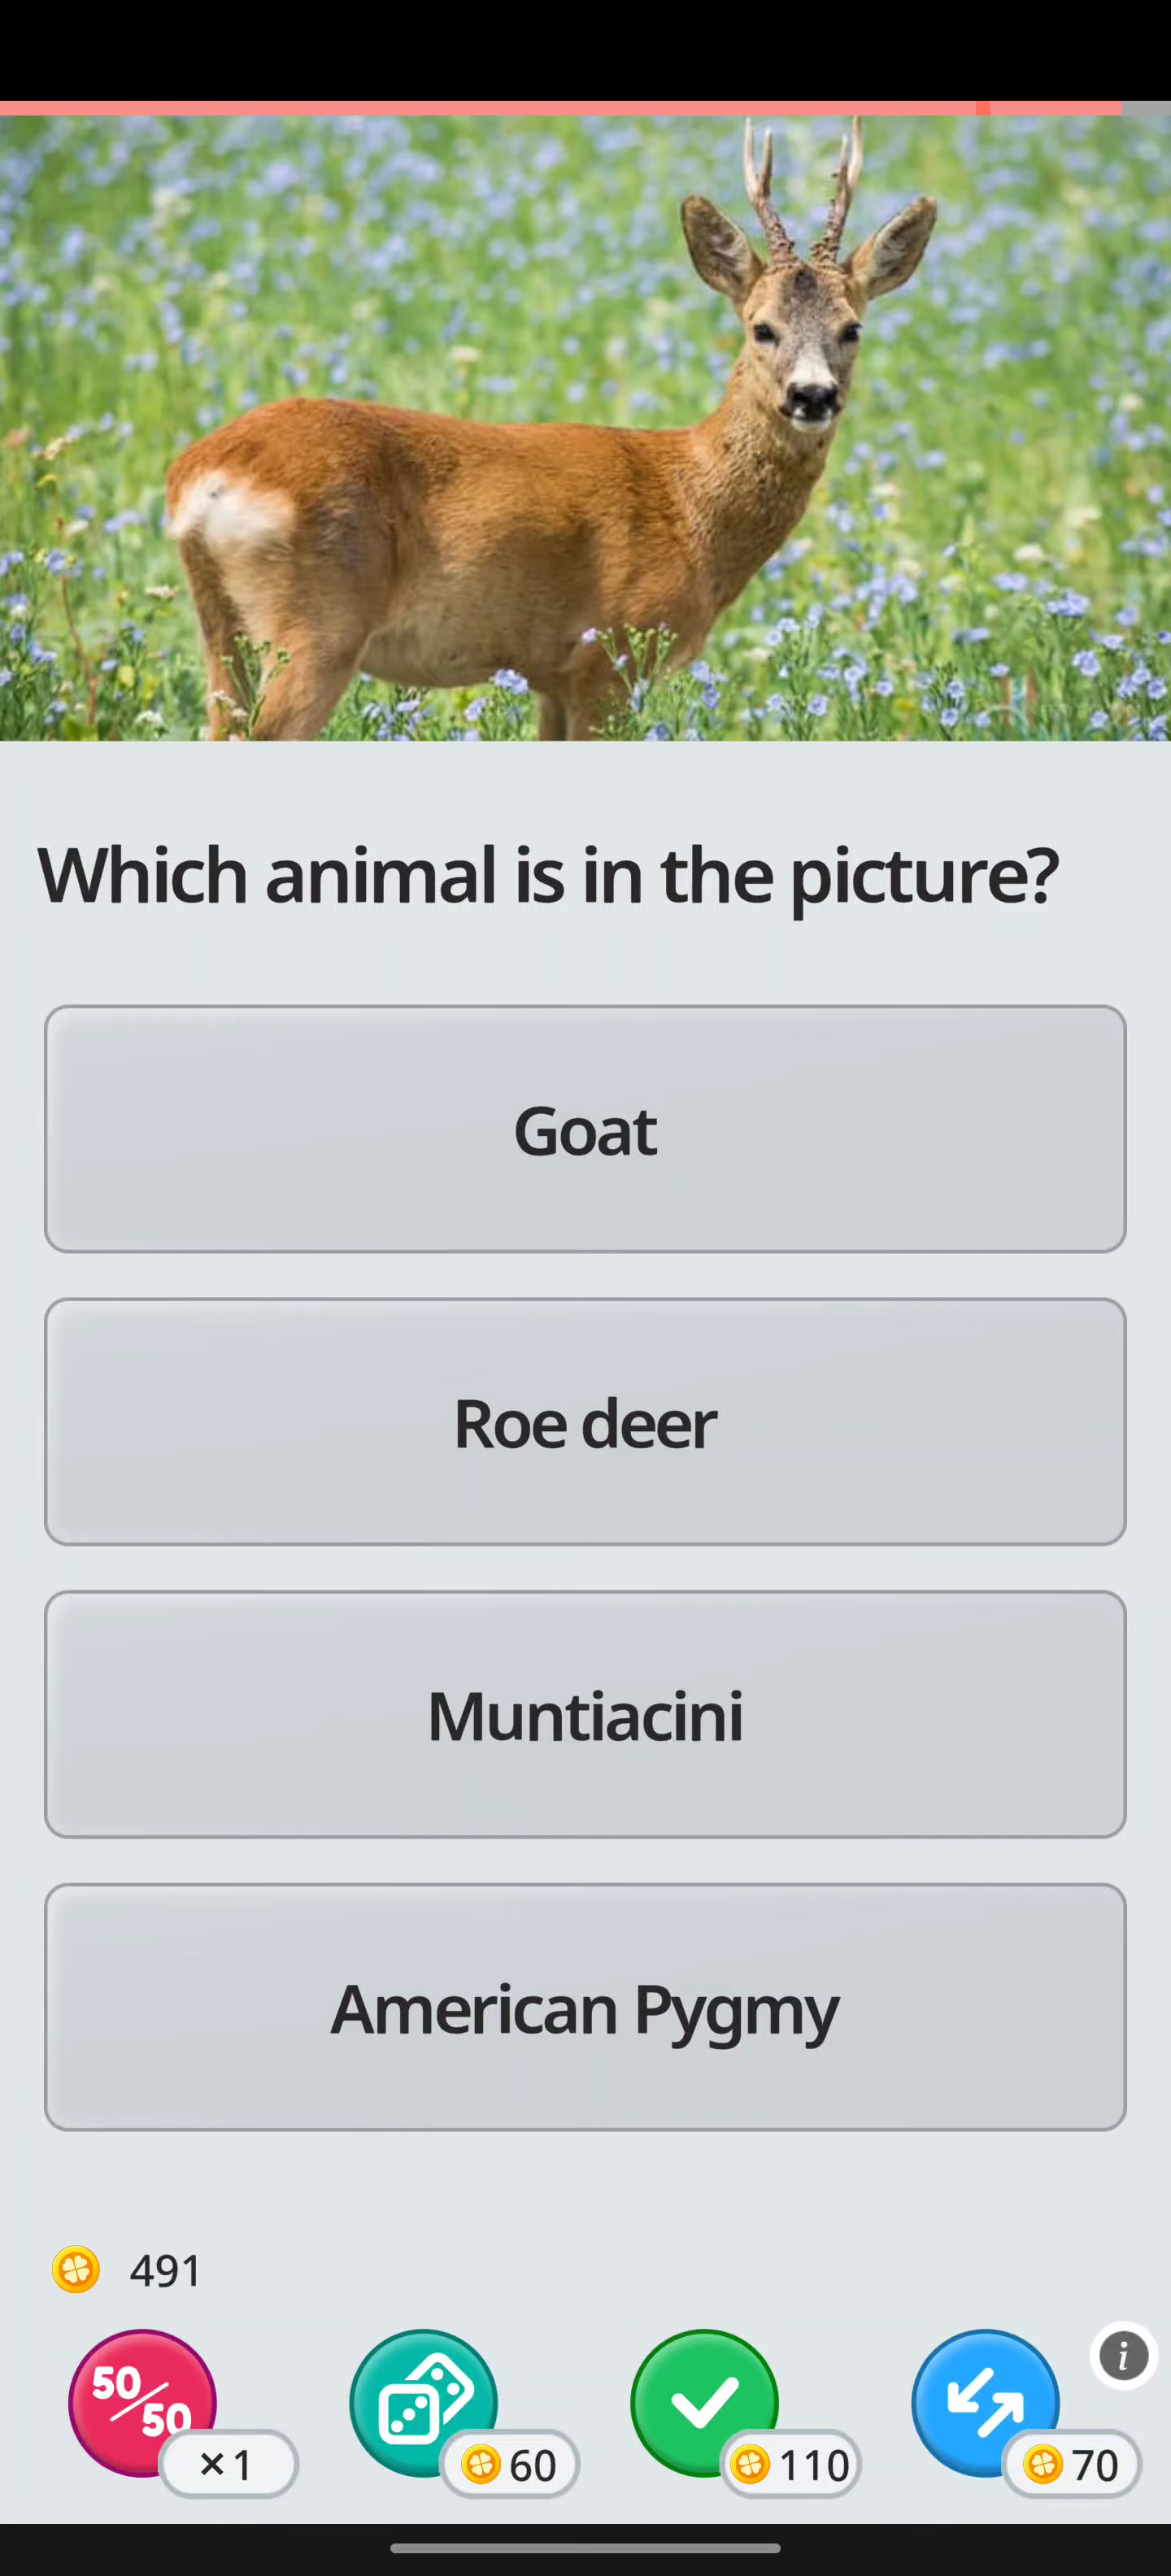 Which animal is in the picture?
Goat
Roe deer
Muntiacini
American Pygmy
491
50/50
×1
60
110
70
i